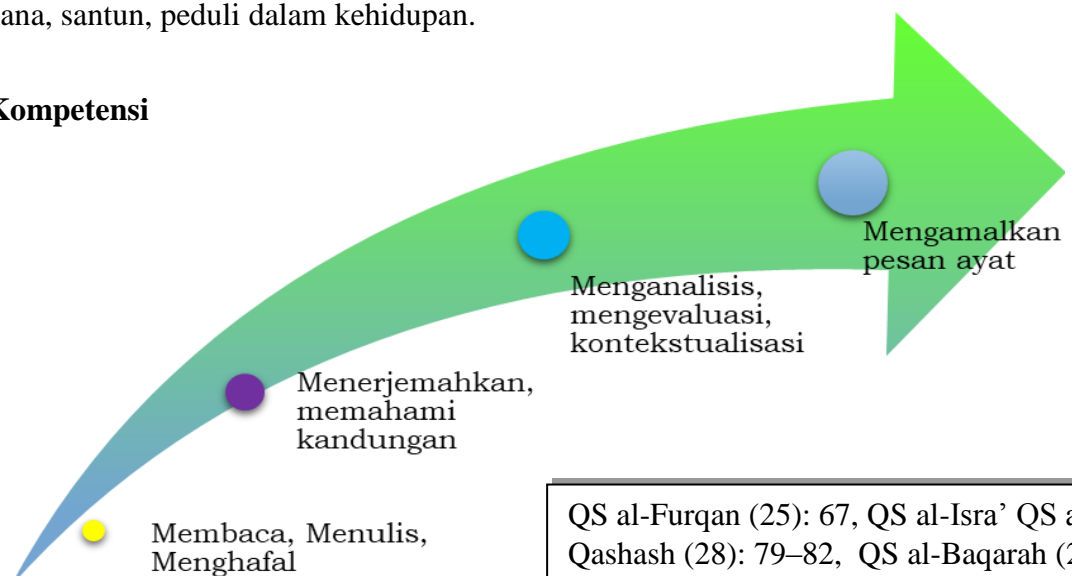 ana, santun, peduli dalam kehidupan.
Kompetensi
Mengamalkan
pesan ayat
Menganalisis,
mengevaluasi,
kontekstualisasi
Menerjemahkan,
memahami
kandungan
Membaca, Menulis,
Menghafal
QS al-Furqan (25): 67, QS al-Isra’ QS a
Qashash (28): 79–82, QS al-Baqarah (2